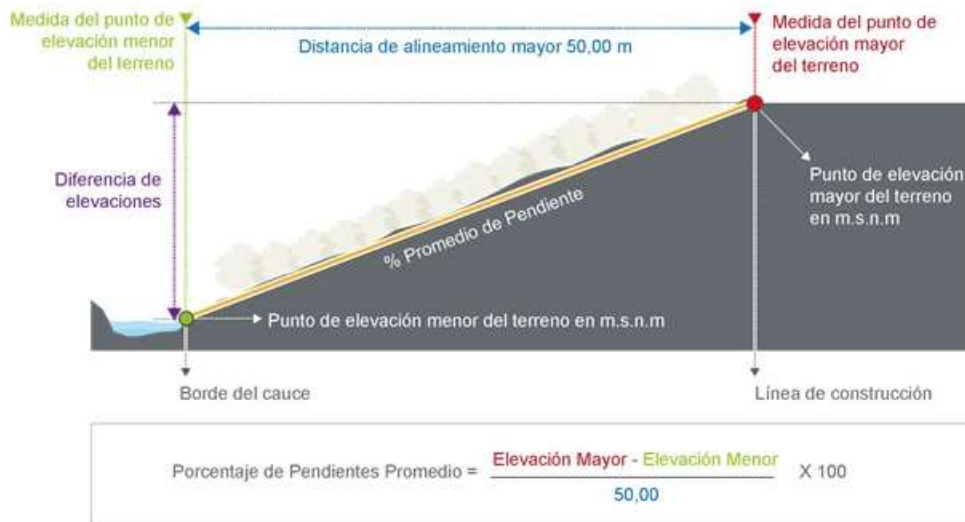 Medida del punto de
elevación menor
del terreno
Distancia de alineamiento mayor 50,00 m
Medida del punto de
elevación mayor
del terreno
Diferencia de
elevaciones
% Promedio de Pendiente
Punto de elevación
mayor del terreno
en m.s.n.m
Punto de elevación menor del terreno en m.s.n.m
Borde del cauce
Línea de construcción
Porcentaje de Pendientes Promedio = Elevación Mayor - Elevación Menor X 100
50,00